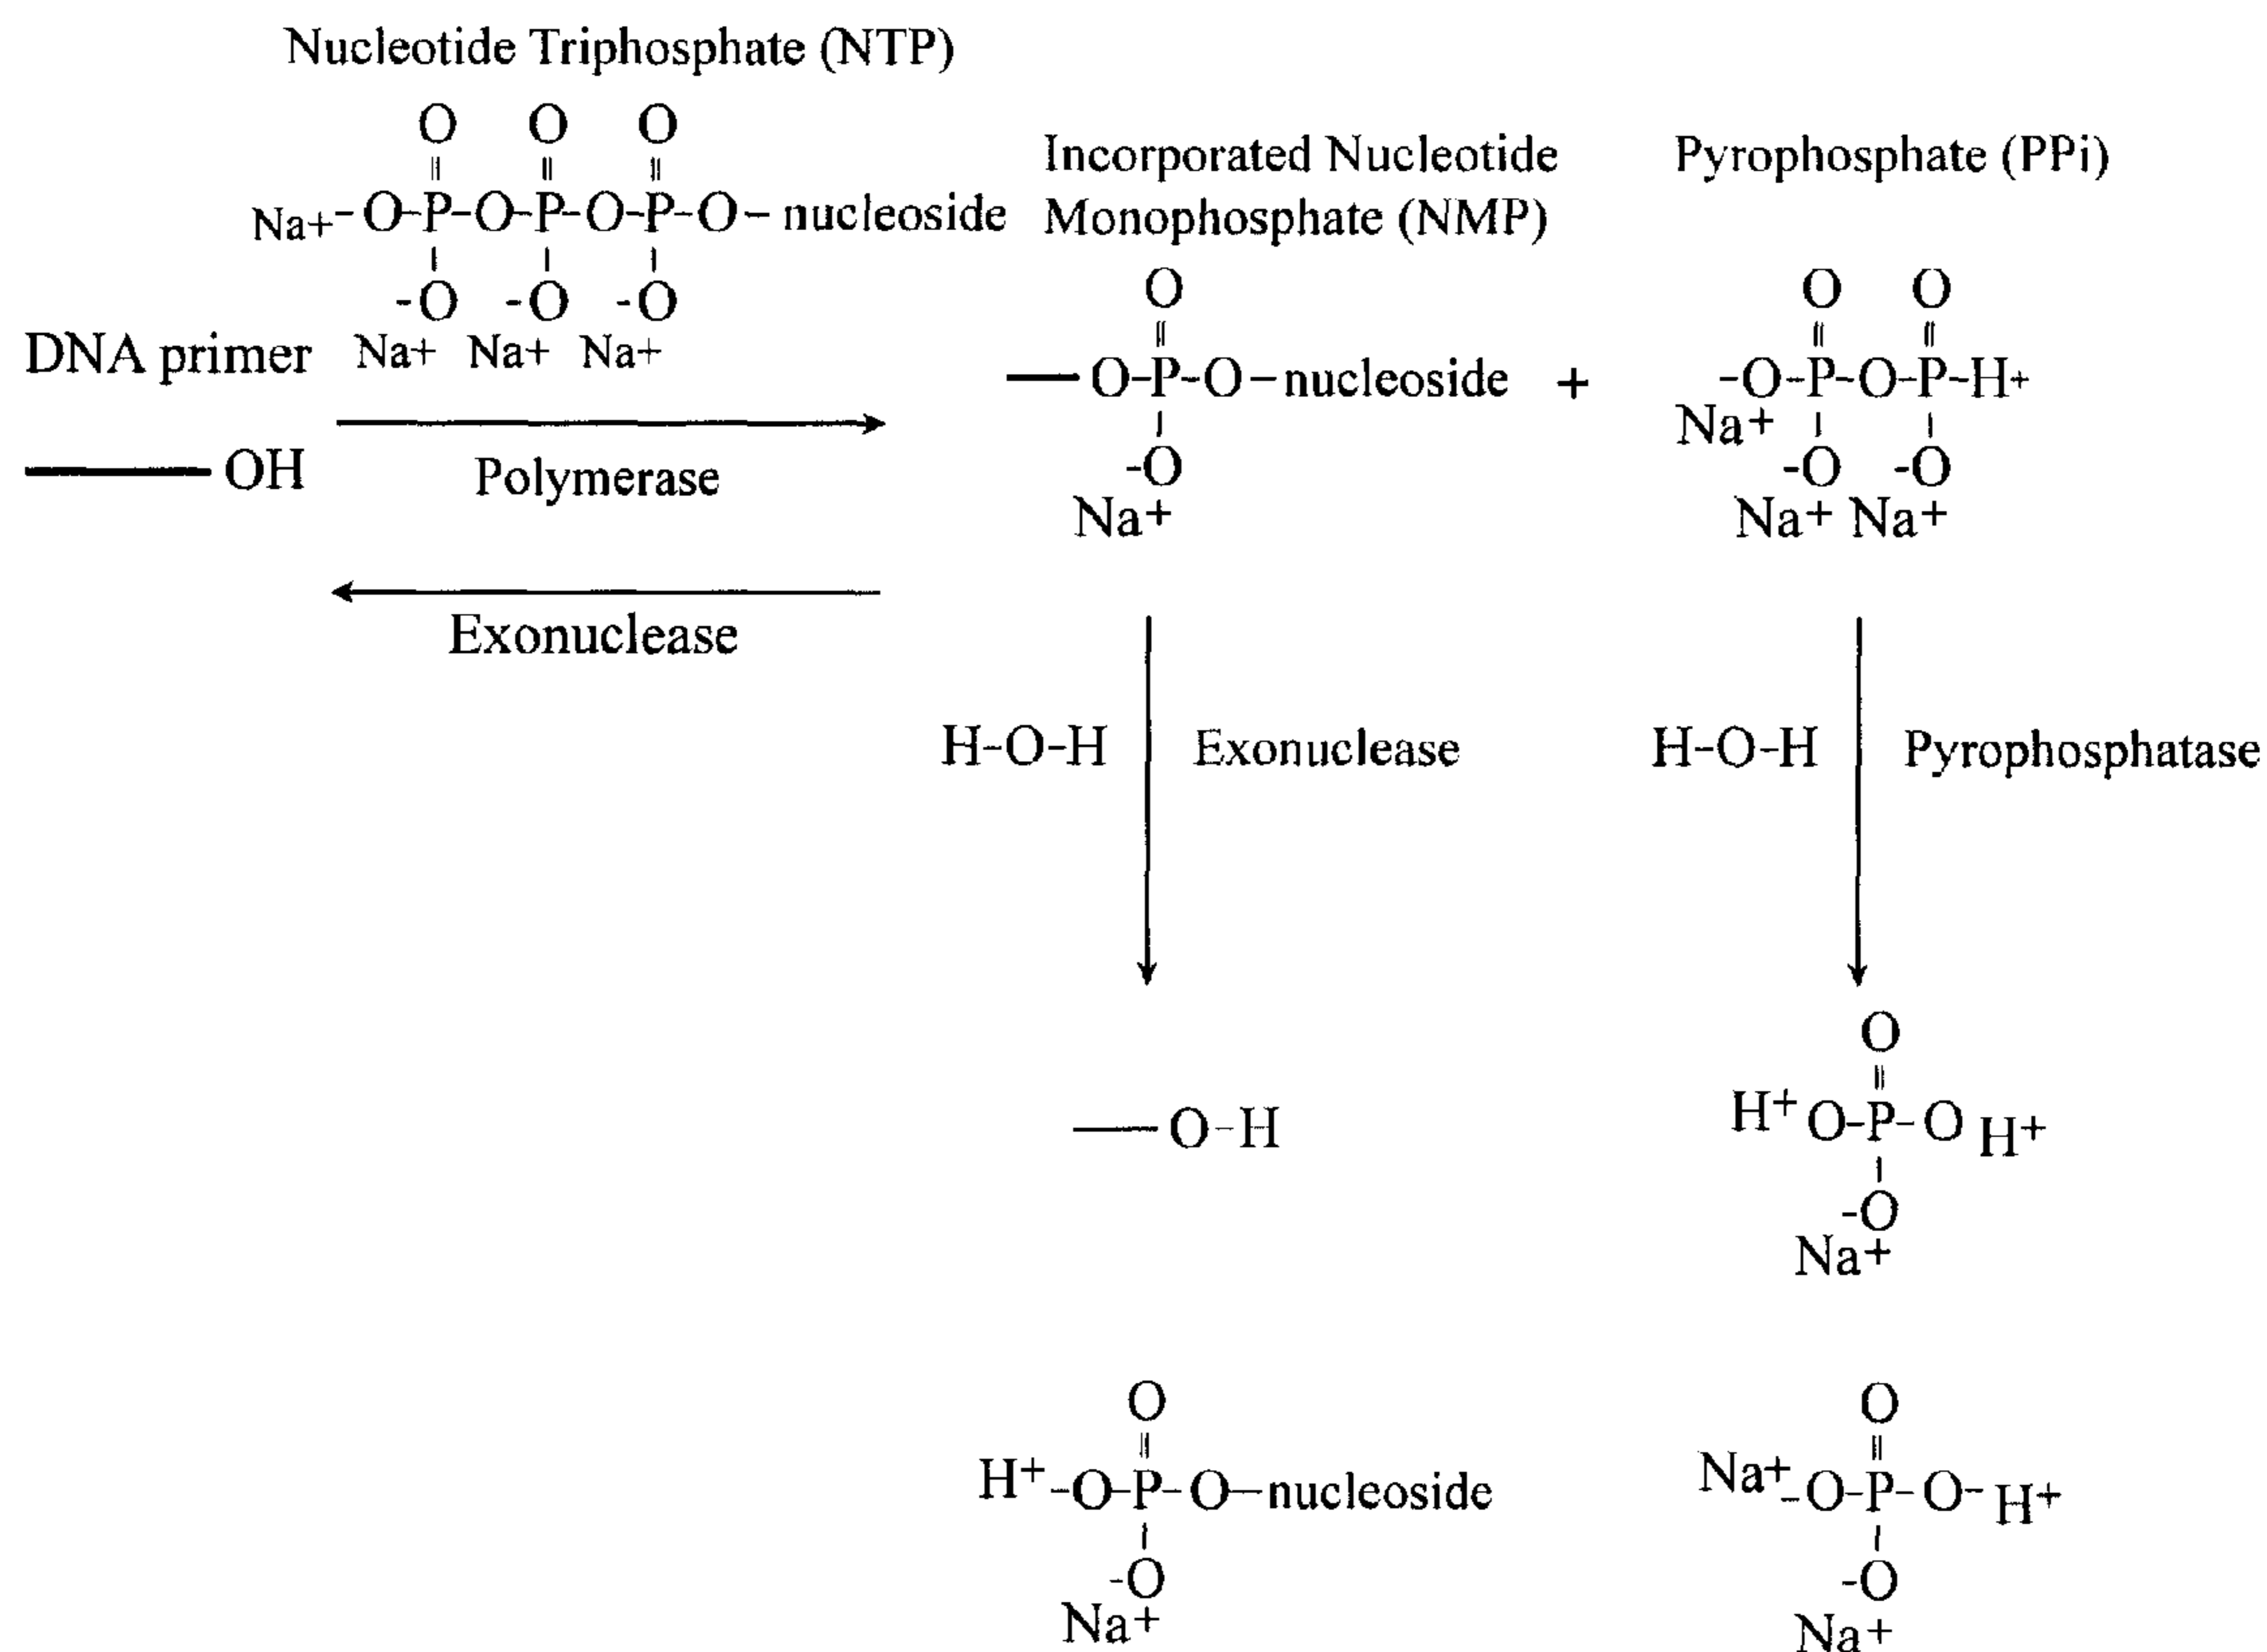 Nucleotide Triphosphate (NTP)
O O O
|| || ||
Na+ -O-P-O-P-O-P-O- nucleoside
| | |
-O -O -O
Na+ Na+ Na+
DNA primer
OH
Polymerase
Exonuclease
Incorporated Nucleotide
Monophosphate (NMP)
O
||
O-P-O-nucleoside
|
-O
Na+
+
Pyrophosphate (PPi)
O O
|| ||
-O-P-O-P-H+
Na+ | |
-O -O
Na+ Na+
H-O-H Exonuclease
H-O-H Pyrophosphatase
O-H
O
||
H+ O-P-O H+
|
-O
Na+
O
||
H+ -O-P-O-nucleoside
|
-O
Na+
O
||
Na+ -O-P-O- H+
|
-O
Na+